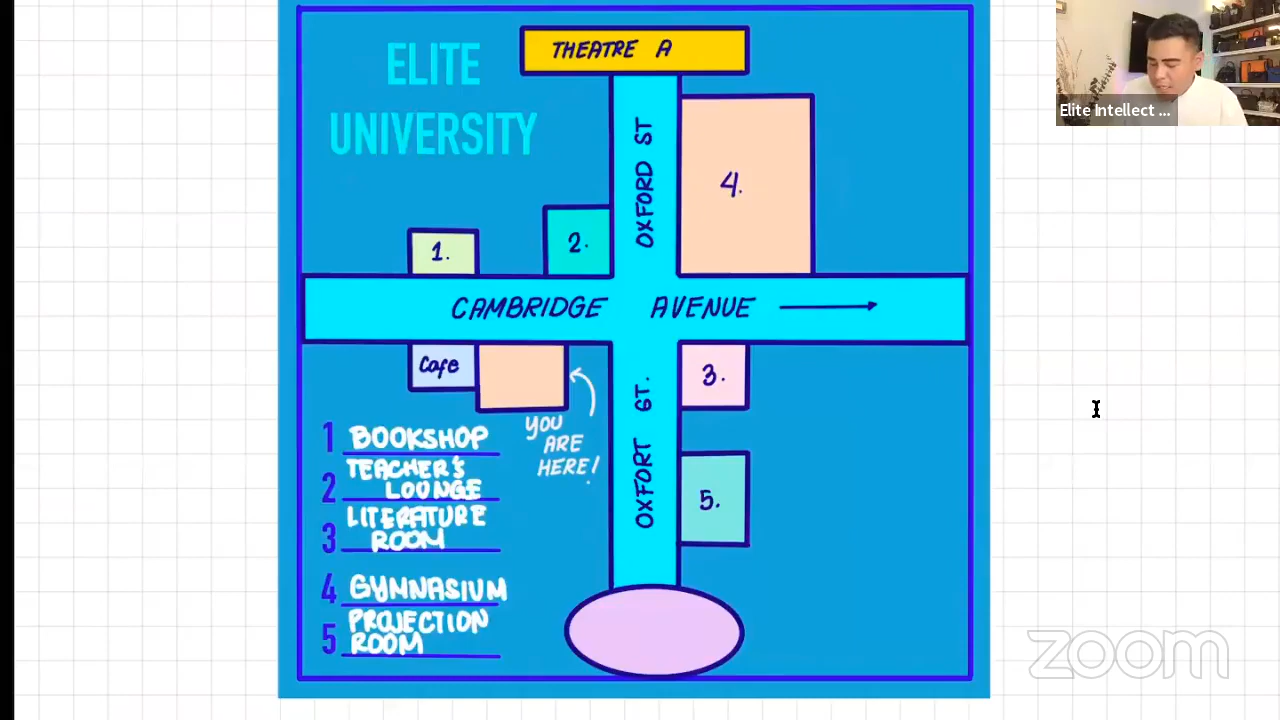 ELITE
UNIVERSITY
THEATRE A
OXFORD ST
4.
1.
2.
CAMBRIDGE AVENUE
Cafe
3.
OXFORT ST.
5.
YOU
ARE
HERE!
1 BOOKSHOP
2 TEACHER'S
LOUNGE
3 LITERATURE
ROOM
4 GYMNASIUM
5 PROJECTION
ROOM
Elite Intellect ...
zoom